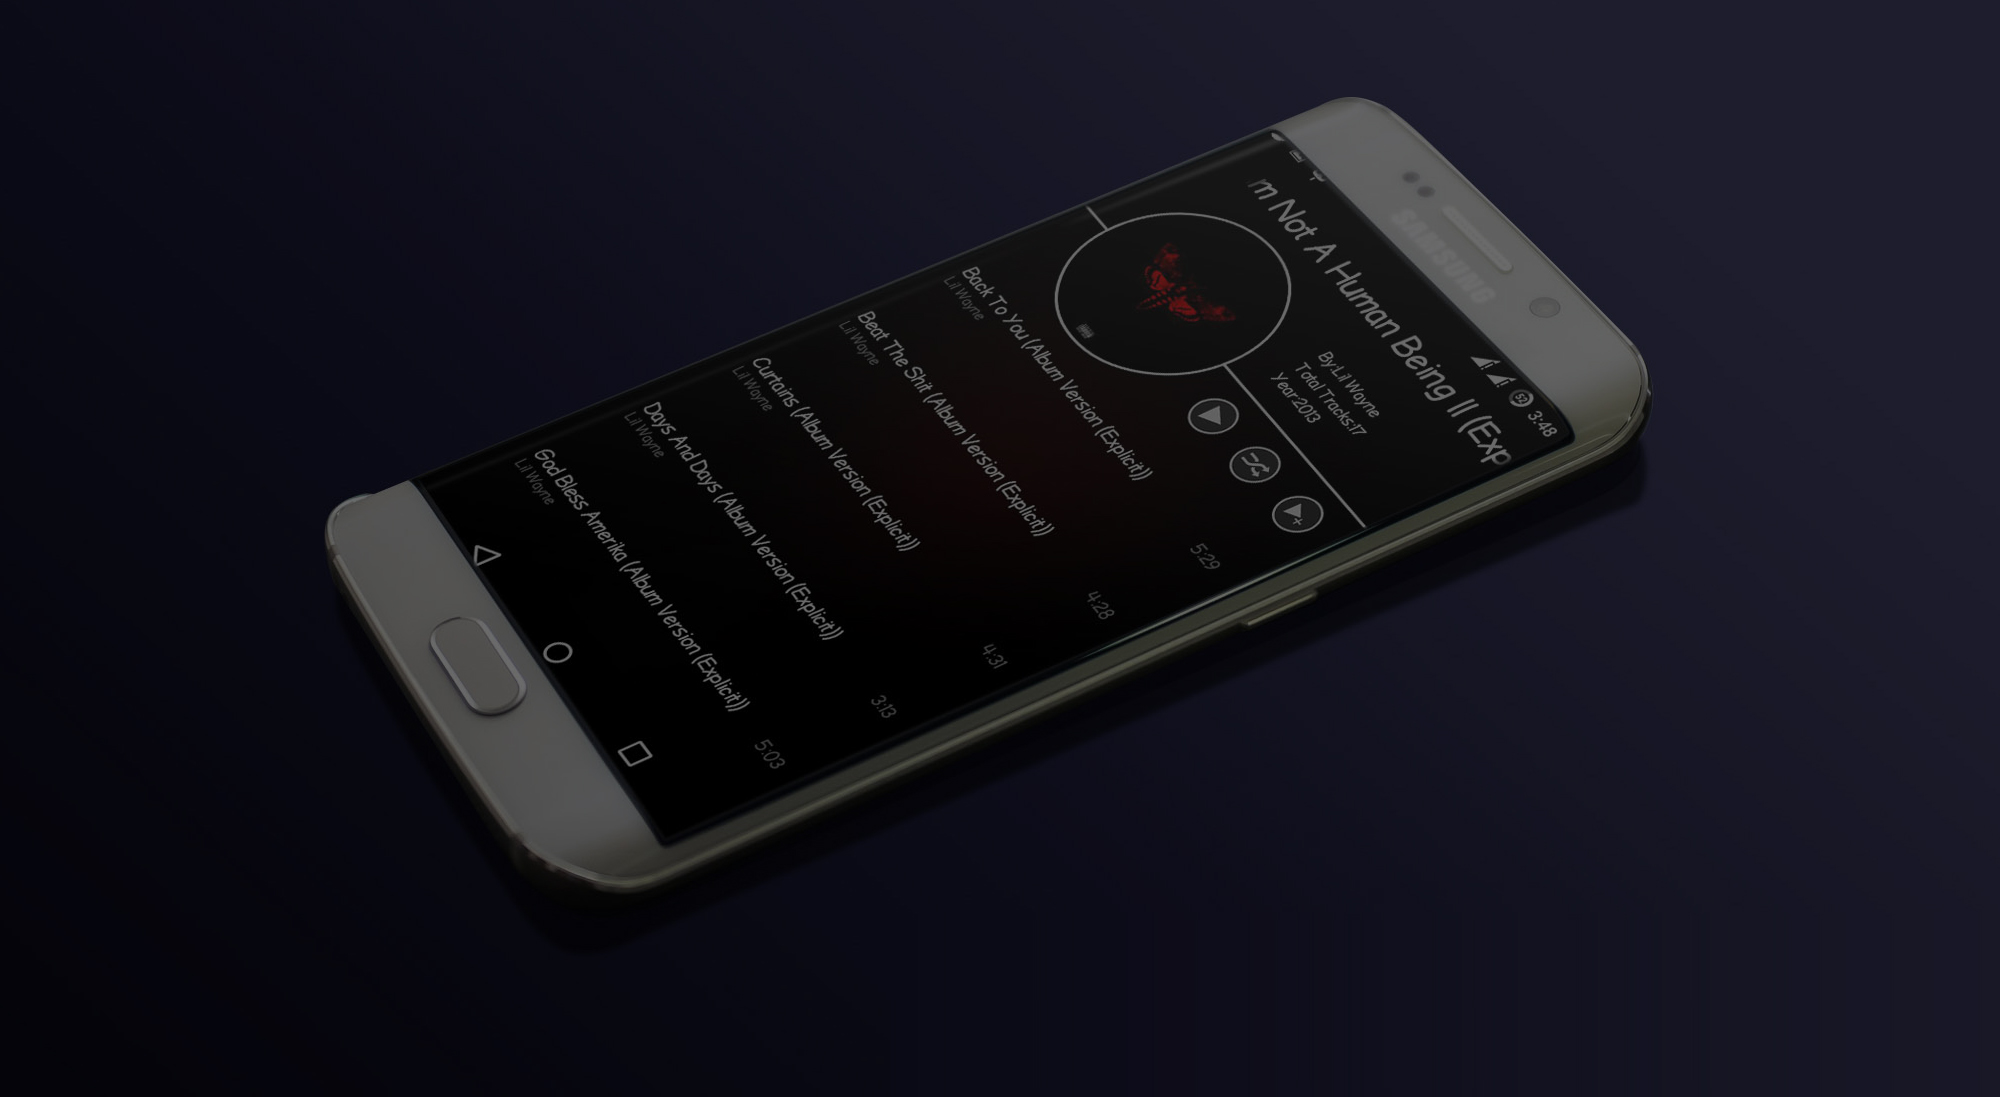 SAMSUNG
52 3:48
m Not A Human Being II (Exp
By:Lil Wayne
Total Tracks:17
Year:2013
Back To You (Album Version (Explicit))
Lil Wayne
5:29
Beat The Shit (Album Version (Explicit))
Lil Wayne
4:28
Curtains (Album Version (Explicit))
Lil Wayne
4:31
Days And Days (Album Version (Explicit))
Lil Wayne
3:13
God Bless Amerika (Album Version (Explicit))
Lil Wayne
5:03